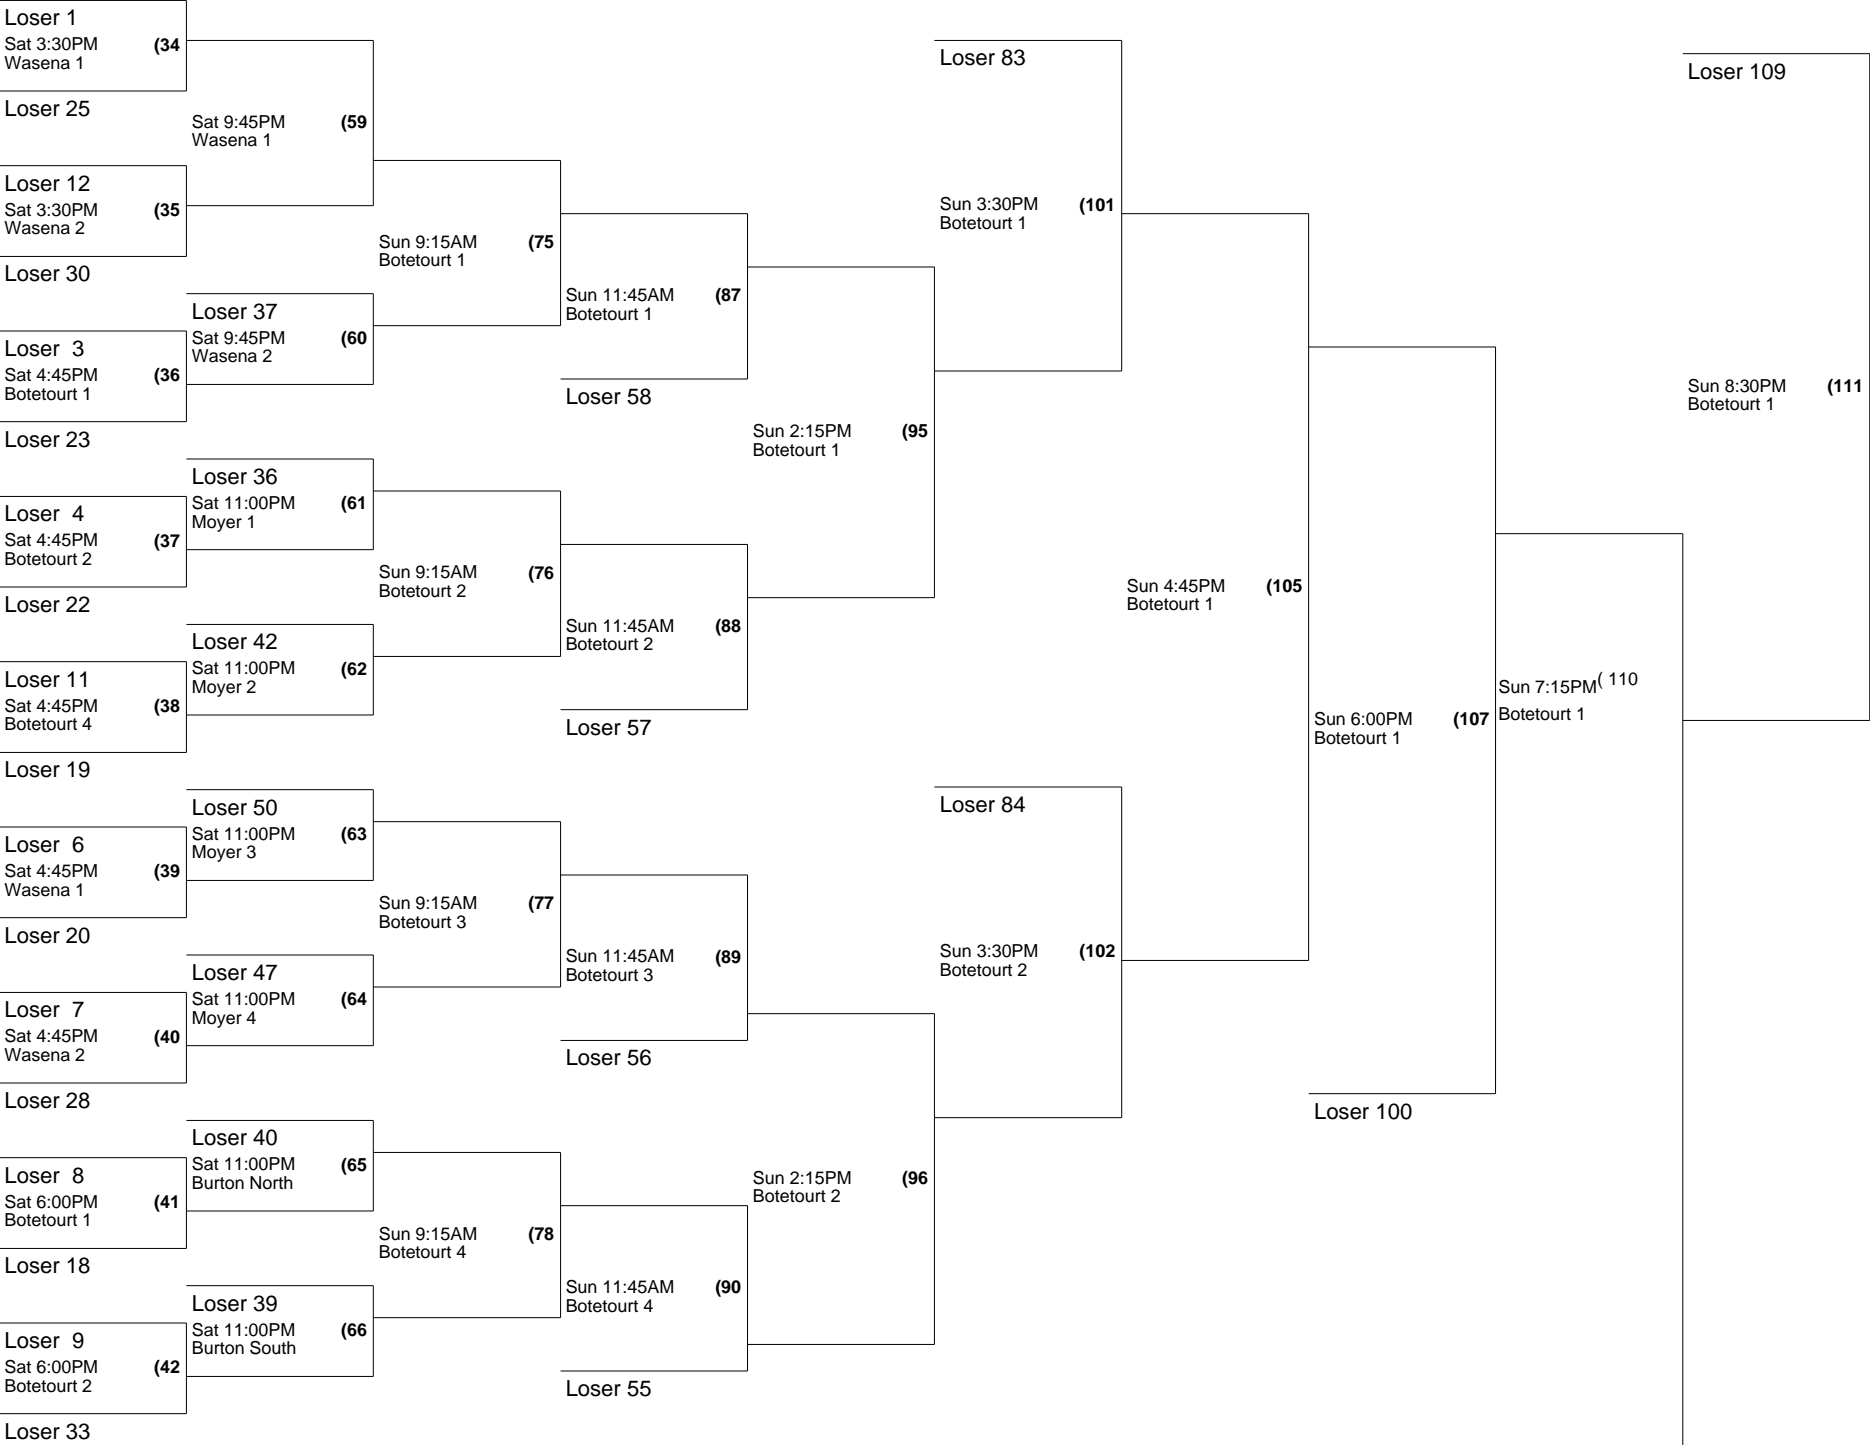 Loser 1
Sat 3:30PM (34
Wasena 1
Loser 25
Loser 12
Sat 3:30PM (35
Wasena 2
Loser 30
Loser 3
Sat 4:45PM (36
Botetourt 1
Loser 23
Loser 4
Sat 4:45PM (37
Botetourt 2
Loser 22
Loser 11
Sat 4:45PM (38
Botetourt 4
Loser 19
Loser 6
Sat 4:45PM (39
Wasena 1
Loser 20
Loser 7
Sat 4:45PM (40
Wasena 2
Loser 28
Loser 8
Sat 6:00PM (41
Botetourt 1
Loser 18
Loser 9
Sat 6:00PM (42
Botetourt 2
Loser 33
Sat 9:45PM (59
Wasena 1
Loser 37
Sat 9:45PM (60
Wasena 2
Loser 36
Sat 11:00PM (61
Moyer 1
Loser 42
Sat 11:00PM (62
Moyer 2
Loser 50
Sat 11:00PM (63
Moyer 3
Loser 47
Sat 11:00PM (64
Moyer 4
Loser 40
Sat 11:00PM (65
Burton North
Loser 39
Sat 11:00PM (66
Burton South
Sun 9:15AM (75
Botetourt 1
Sun 9:15AM (76
Botetourt 2
Sun 9:15AM (77
Botetourt 3
Sun 9:15AM (78
Botetourt 4
Sun 11:45AM (87
Botetourt 1
Loser 58
Sun 11:45AM (88
Botetourt 2
Loser 57
Sun 11:45AM (89
Botetourt 3
Loser 56
Sun 11:45AM (90
Botetourt 4
Loser 55
Sun 2:15PM (95
Botetourt 1
Sun 2:15PM (96
Botetourt 2
Loser 83
Sun 3:30PM (101
Botetourt 1
Loser 84
Sun 3:30PM (102
Botetourt 2
Sun 4:45PM (105
Botetourt 1
Sun 6:00PM (107
Botetourt 1
Loser 100
Sun 7:15PM ( 110
Botetourt 1
Loser 109
Sun 8:30PM (111
Botetourt 1